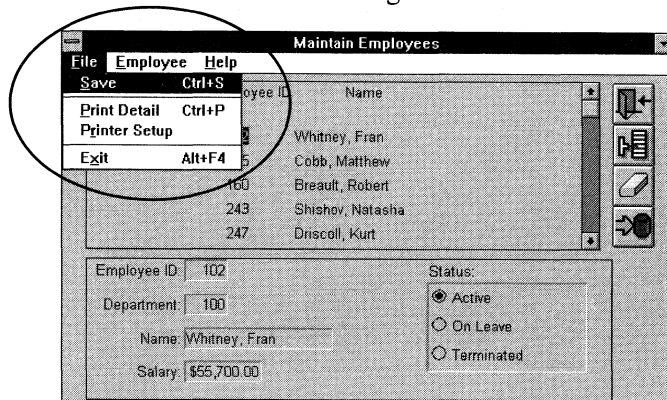 Maintain Employees
File Employee Help
Save Ctrl+S
Print Detail Ctrl+P
Printer Setup
Exit Alt+F4
Name
Whitney, Fran
Cobb, Matthew
160 Breault, Robert
243 Shishov, Natasha
247 Driscoll, Kurt
Employee ID: 102
Department: 100
Name: Whitney, Fran
Salary: $55,700.00
Status:
Active
On Leave
Terminated